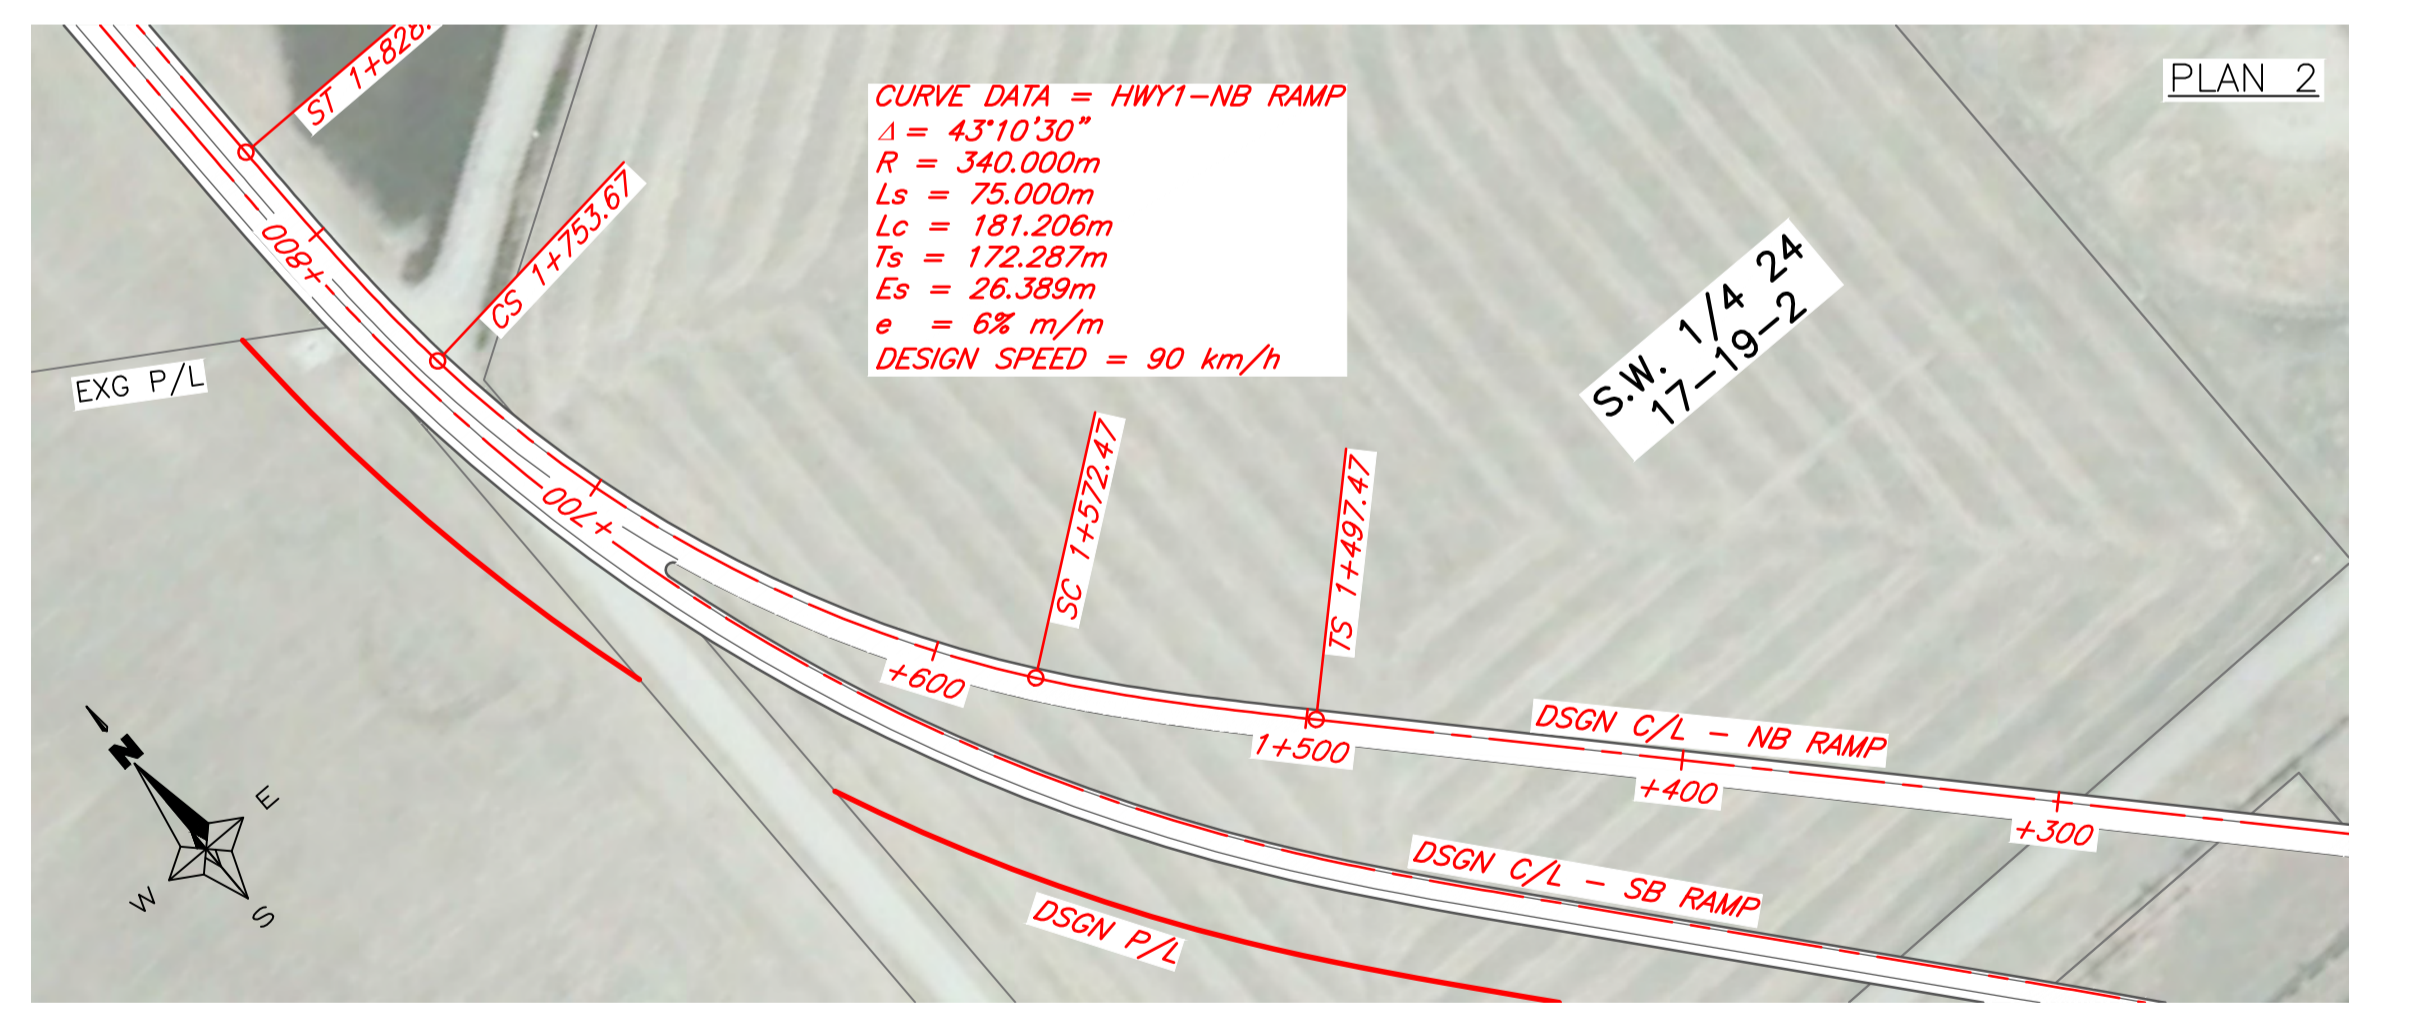 PLAN 2
ST 1+828.
CURVE DATA = HWY1-NB RAMP
Δ = 43°10'30"
R = 340.000m
Ls = 75.000m
Lc = 181.206m
Ts = 172.287m
Es = 26.389m
e = 6% m/m
DESIGN SPEED = 90 km/h
CS 1+753.67
+800
S.W. 1/4 24
17-19-2
EXG P/L
+700
SC 1+572.47
TS 1+497.47
+600
1+500
DSGN C/L - NB RAMP
+400
+300
DSGN C/L - SB RAMP
DSGN P/L
N
E
W
S